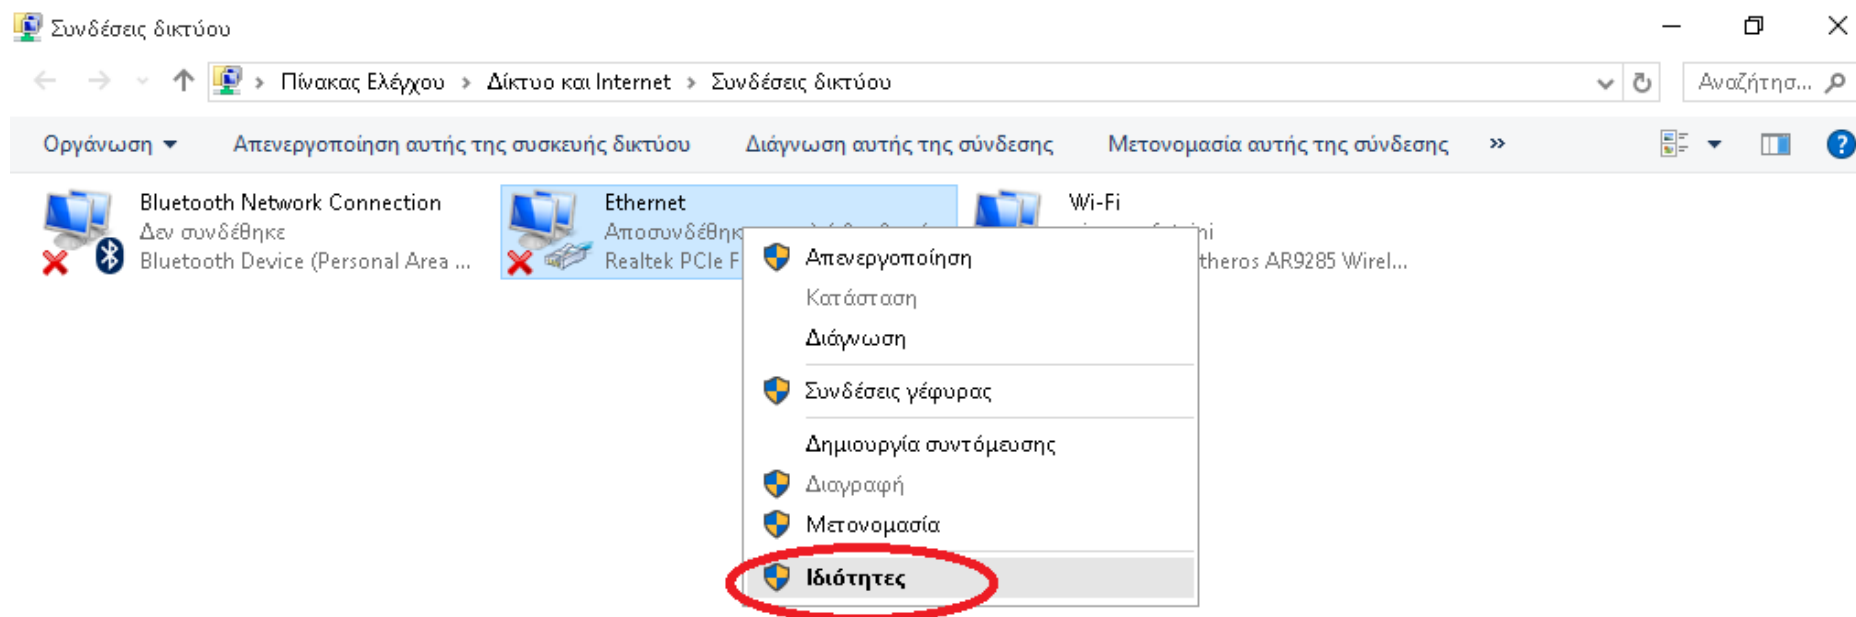 Συνδέσεις δικτύου
Πίνακας Ελέγχου > Δίκτυο και Internet > Συνδέσεις δικτύου
Αναζήτησ...
Οργάνωση Απενεργοποίηση αυτής της συσκευής δικτύου Διάγνωση αυτής της σύνδεσης Μετονομασία αυτής της σύνδεσης »
Bluetooth Network Connection
Δεν συνδέθηκε
Bluetooth Device (Personal Area ...
Ethernet
Αποσυνδέθηκ
Realtek PCIe F
Wi-Fi
theros AR9285 Wirel...
Απενεργοποίηση
Κατάσταση
Διάγνωση
Συνδέσεις γέφυρας
Δημιουργία συντόμευσης
Διαγραφή
Μετονομασία
Ιδιότητες